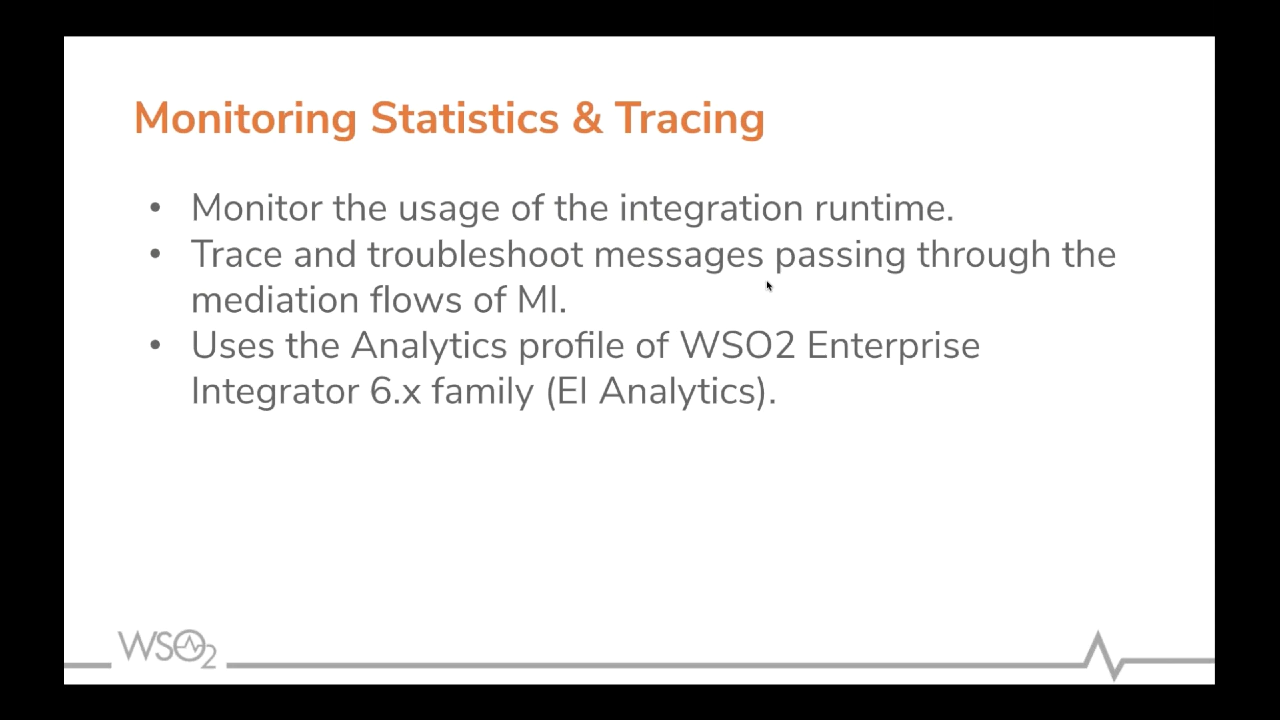 Monitoring Statistics & Tracing
• Monitor the usage of the integration runtime.
• Trace and troubleshoot messages passing through the
mediation flows of MI.
• Uses the Analytics profile of WSO2 Enterprise
Integrator 6.x family (EI Analytics).
WSO2